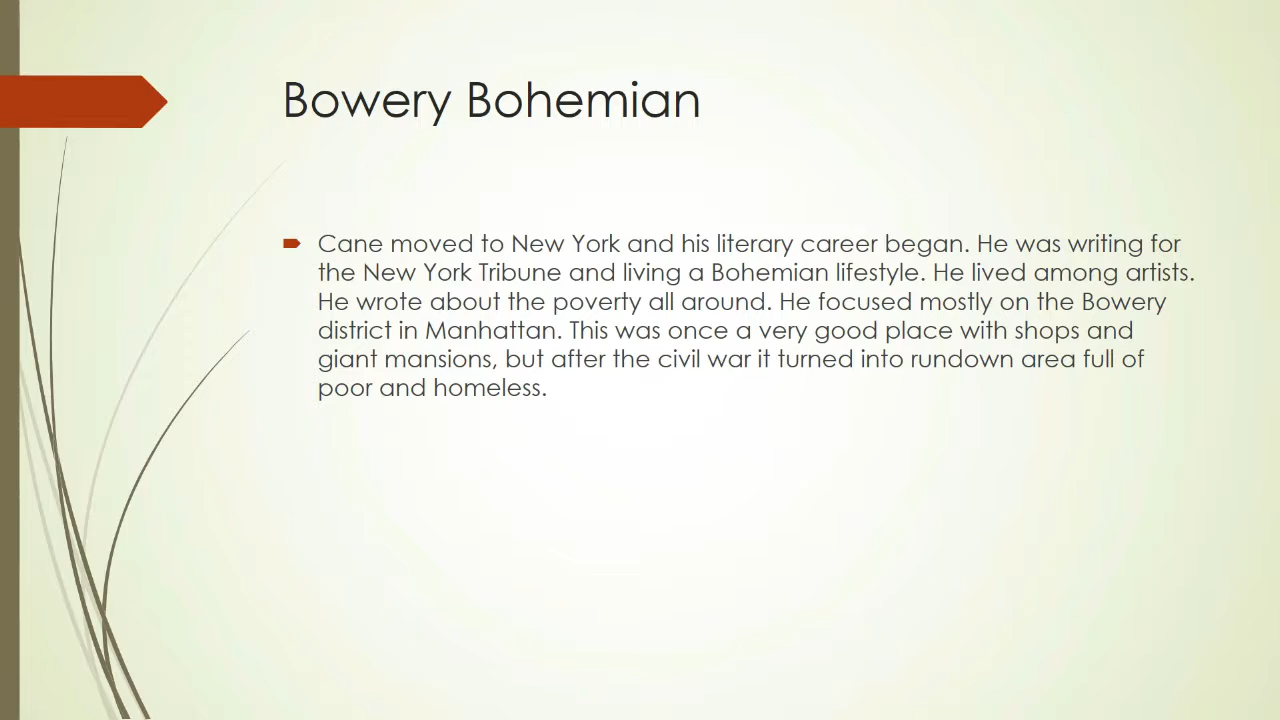 Bowery Bohemian
Cane moved to New York and his literary career began. He was writing for
the New York Tribune and living a Bohemian lifestyle. He lived among artists.
He wrote about the poverty all around. He focused mostly on the Bowery
district in Manhattan. This was once a very good place with shops and
giant mansions, but after the civil war it turned into rundown area full of
poor and homeless.